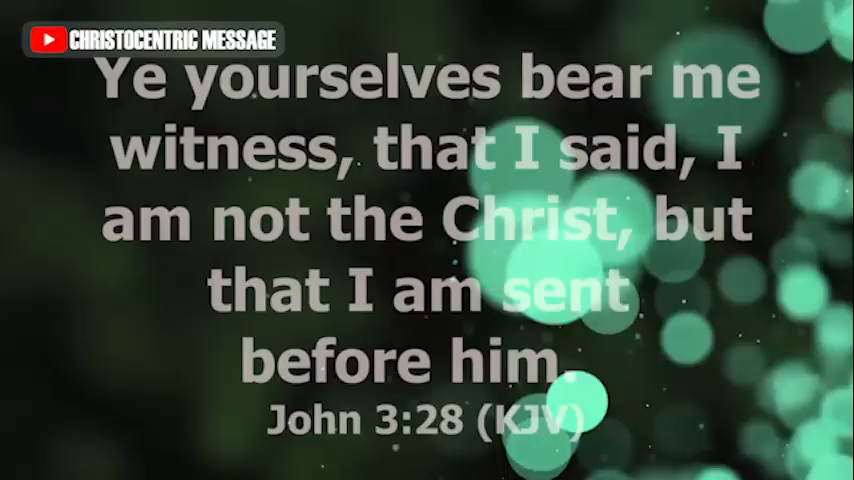 CHRISTOCENTRIC MESSAGE
Ye yourselves bear me
witness, that I said, I
am not the Christ, but
that I am sent
before him.
John 3:28 (KJV)